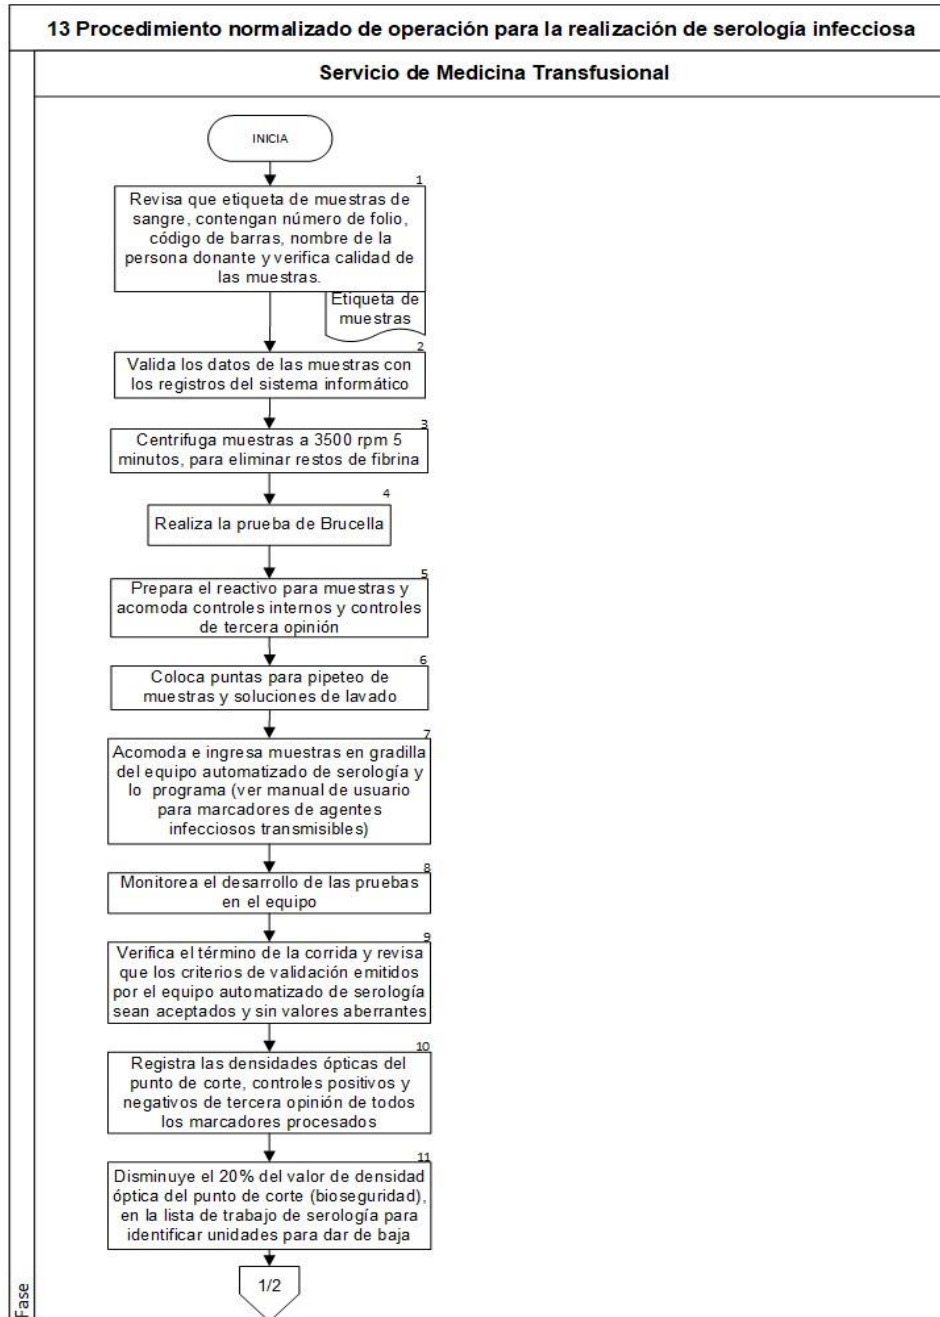 13 Procedimiento normalizado de operación para la realización de serología infecciosa
Servicio de Medicina Transfusional
INICIA
1
Revisa que etiqueta de muestras de
sangre, contengan número de folio,
código de barras, nombre de la
persona donante y verifica calidad de
las muestras.
Etiqueta de
muestras
2
Valida los datos de las muestras con
los registros del sistema informático
3
Centrifuga muestras a 3500 rpm 5
minutos, para eliminar restos de fibrina
4
Realiza la prueba de Brucella
5
Prepara el reactivo para muestras y
acomoda controles internos y controles
de tercera opinión
6
Coloca puntas para pipeteo de
muestras y soluciones de lavado
7
Acomoda e ingresa muestras en gradilla
del equipo automatizado de serología y
lo programa (ver manual de usuario
para marcadores de agentes
infecciosos transmisibles)
8
Monitorea el desarrollo de las pruebas
en el equipo
9
Verifica el término de la corrida y revisa
que los criterios de validación emitidos
por el equipo automatizado de serología
sean aceptados y sin valores aberrantes
10
Registra las densidades ópticas del
punto de corte, controles positivos y
negativos de tercera opinión de todos
los marcadores procesados
11
Disminuye el 20% del valor de densidad
óptica del punto de corte (bioseguridad),
en la lista de trabajo de serología para
identificar unidades para dar de baja
1/2
Fase